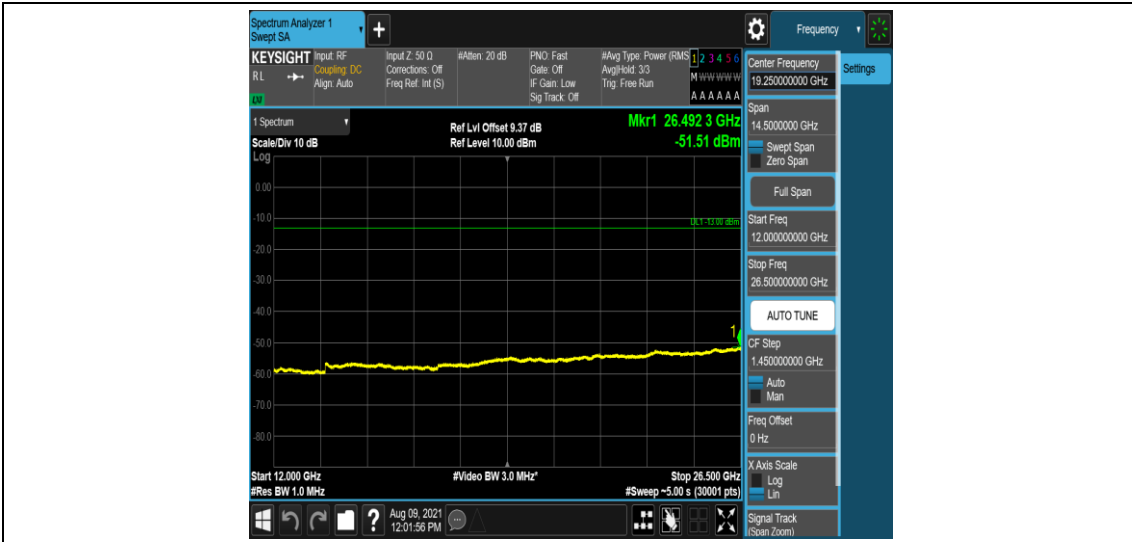 Spectrum Analyzer 1
Swept SA
+
Frequency
KEYSIGHT
Input: RF
Input Z: 50 Ω
#Atten: 20 dB
PNO: Fast
#Avg Type: Power (RMS
1 2 3 4 5 6
RL
Coupling: DC
Corrections: Off
Gate: Off
Avg|Hold: 3/3
M W W W W W
Align: Auto
Freq Ref: Int (S)
IF Gain: Low
Trig: Free Run
Sig Track: Off
A A A A A A
LXI
1 Spectrum
Ref Lvl Offset 9.37 dB
Mkr1 26.492 3 GHz
Scale/Div 10 dB
Ref Level 10.00 dBm
-51.51 dBm
Log
0.00
-10.0
DL1 -13.00 dBm
-20.0
-30.0
-40.0
1
-50.0
-60.0
-70.0
-80.0
Start 12.000 GHz
#Video BW 3.0 MHz*
Stop 26.500 GHz
#Res BW 1.0 MHz
#Sweep ~5.00 s (30001 pts)
Center Frequency
19.250000000 GHz
Settings
Span
14.5000000 GHz
Swept Span
Zero Span
Full Span
Start Freq
12.000000000 GHz
Stop Freq
26.500000000 GHz
AUTO TUNE
CF Step
1.450000000 GHz
Auto
Man
Freq Offset
0 Hz
X Axis Scale
Log
Lin
Signal Track
(Span Zoom)
?
Aug 09, 2021
12:01:56 PM